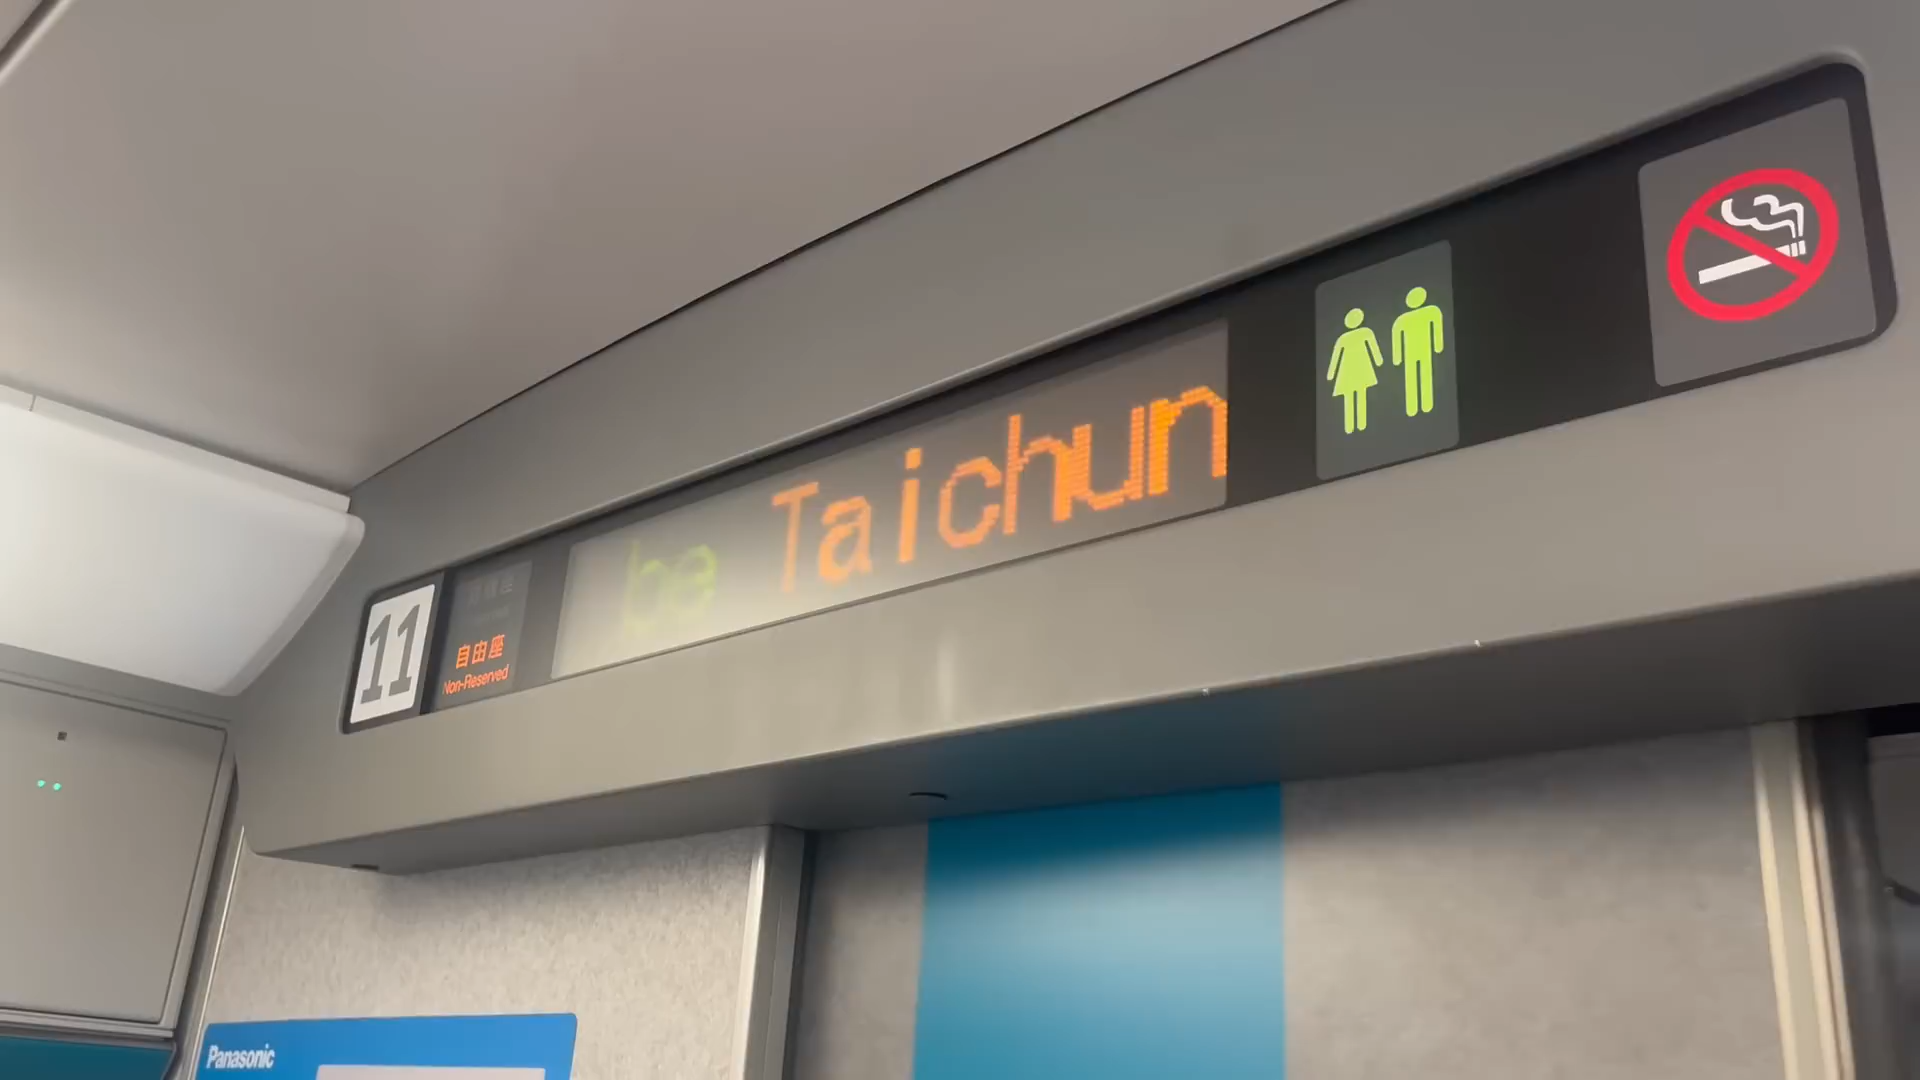 11
自由座
Non-Reserved
be Taichun
Panasonic